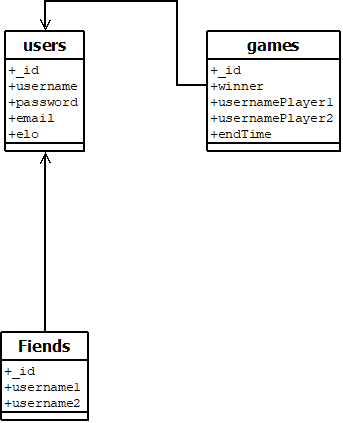 users
+_id
+username
+password
+email
+elo
games
+_id
+winner
+usernamePlayer1
+usernamePlayer2
+endTime
Fiends
+_id
+username1
+username2